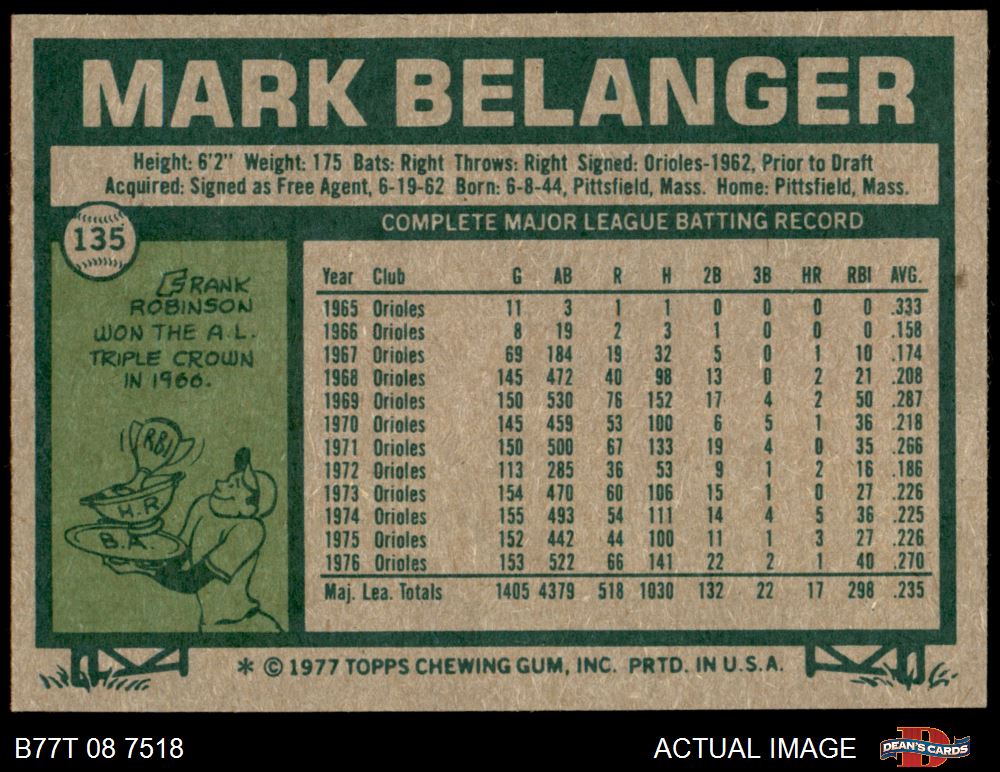 MARK BELANGER
Height: 6'2" Weight: 175 Bats: Right Throws: Right Signed: Orioles-1962, Prior to Draft
Acquired: Signed as Free Agent, 6-19-62 Born: 6-8-44, Pittsfield, Mass. Home: Pittsfield, Mass.
135
COMPLETE MAJOR LEAGUE BATTING RECORD
FRANK
ROBINSON
WON THE A.L.
TRIPLE CROWN
IN 1966.
RBI
H.R
B.A.
Year Club G AB R H 2B 3B HR RBI AVG.
1965 Orioles 11 3 1 1 0 0 0 0 .333
1966 Orioles 8 19 2 3 1 0 0 0 .158
1967 Orioles 69 184 19 32 5 0 1 10 .174
1968 Orioles 145 472 40 98 13 0 2 21 .208
1969 Orioles 150 530 76 152 17 4 2 50 .287
1970 Orioles 145 459 53 100 6 5 1 36 .218
1971 Orioles 150 500 67 133 19 4 0 35 .266
1972 Orioles 113 285 36 53 9 1 2 16 .186
1973 Orioles 154 470 60 106 15 1 0 27 .226
1974 Orioles 155 493 54 111 14 4 5 36 .225
1975 Orioles 152 442 44 100 11 1 3 27 .226
1976 Orioles 153 522 66 141 22 2 1 40 .270
Maj. Lea. Totals 1405 4379 518 1030 132 22 17 298 .235
* © 1977 TOPPS CHEWING GUM, INC. PRTD. IN U.S.A.
B77T 08 7518
ACTUAL IMAGE
D
DEAN'S CARDS